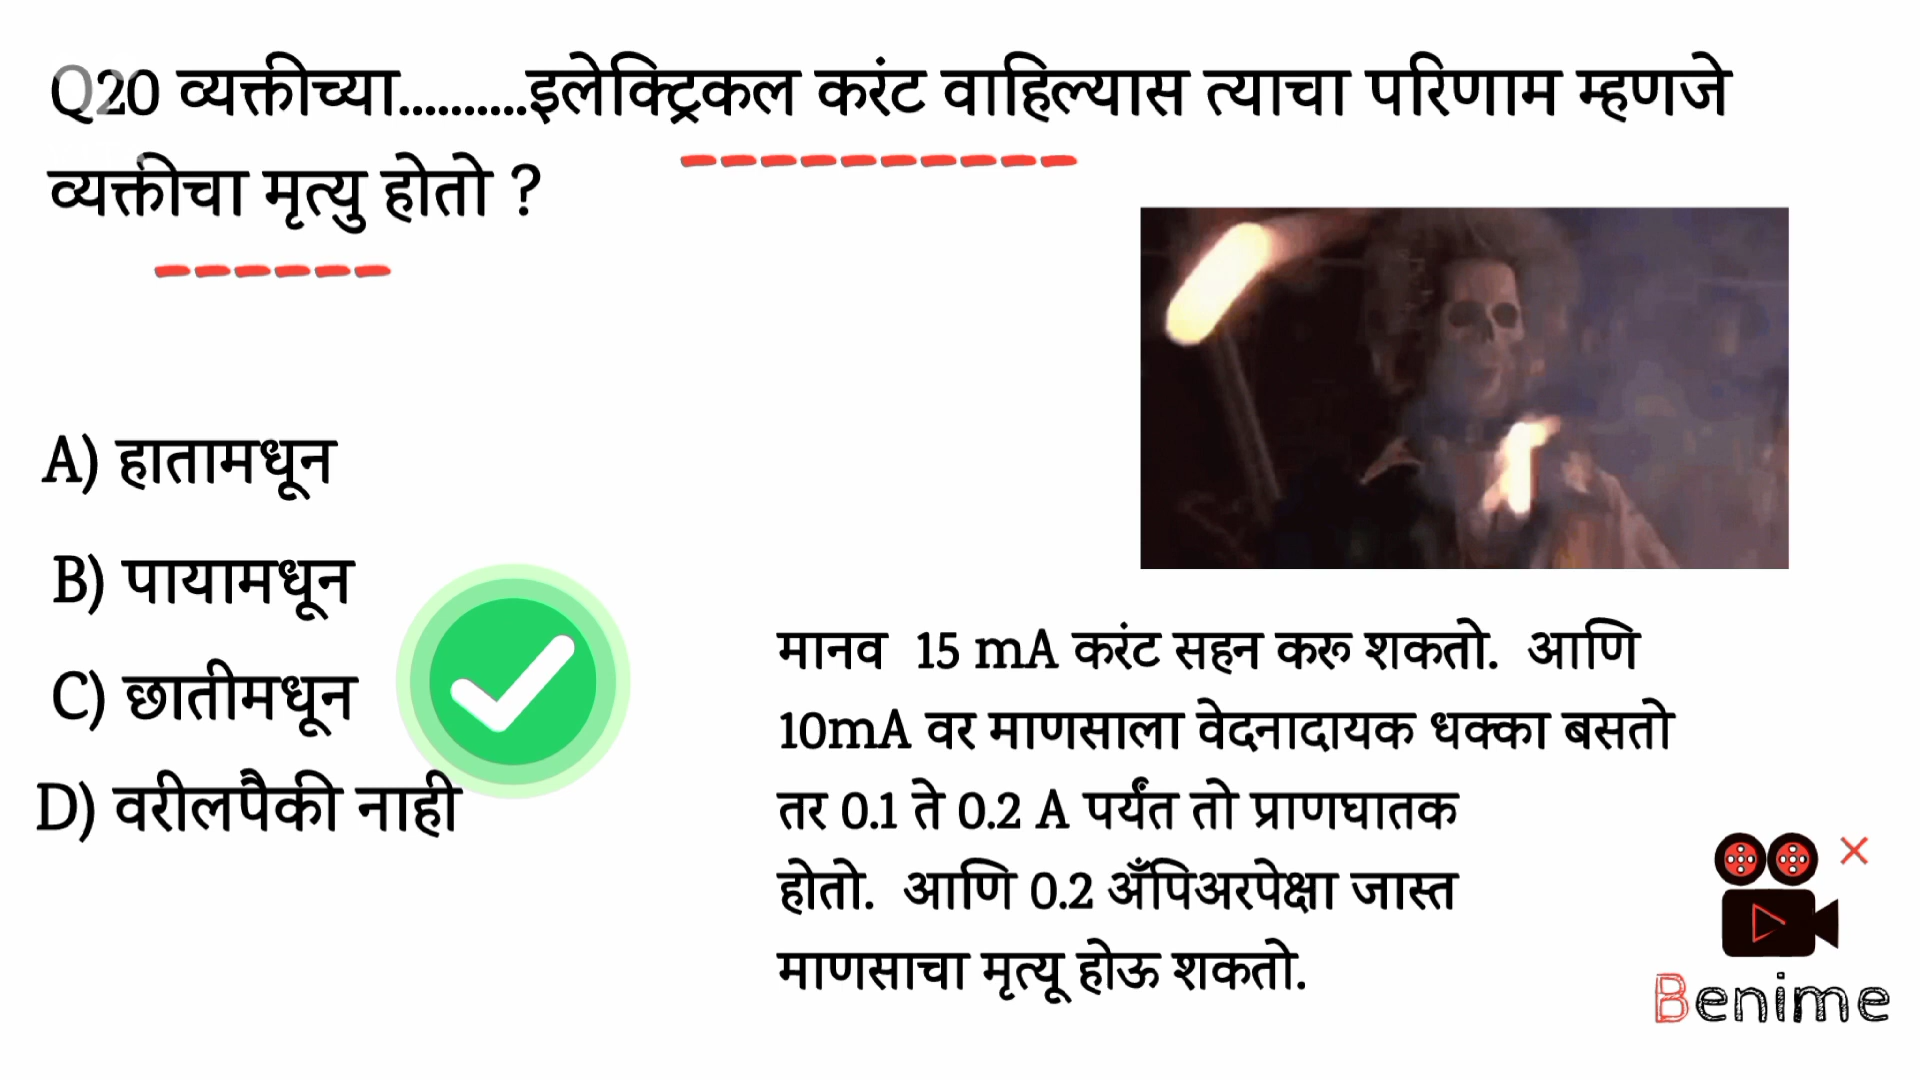 Q20 व्यक्तीच्या..........इलेक्ट्रिकल करंट वाहिल्यास त्याचा परिणाम म्हणजे
व्यक्तीचा मृत्यु होतो ?
A) हातामधून
B) पायामधून
C) छातीमधून
D) वरीलपैकी नाही
मानव 15 mA करंट सहन करू शकतो. आणि
10mA वर माणसाला वेदनादायक धक्का बसतो
तर 0.1 ते 0.2 A पर्यंत तो प्राणघातक
होतो. आणि 0.2 अँपिअरपेक्षा जास्त
माणसाचा मृत्यू होऊ शकतो.
Benime